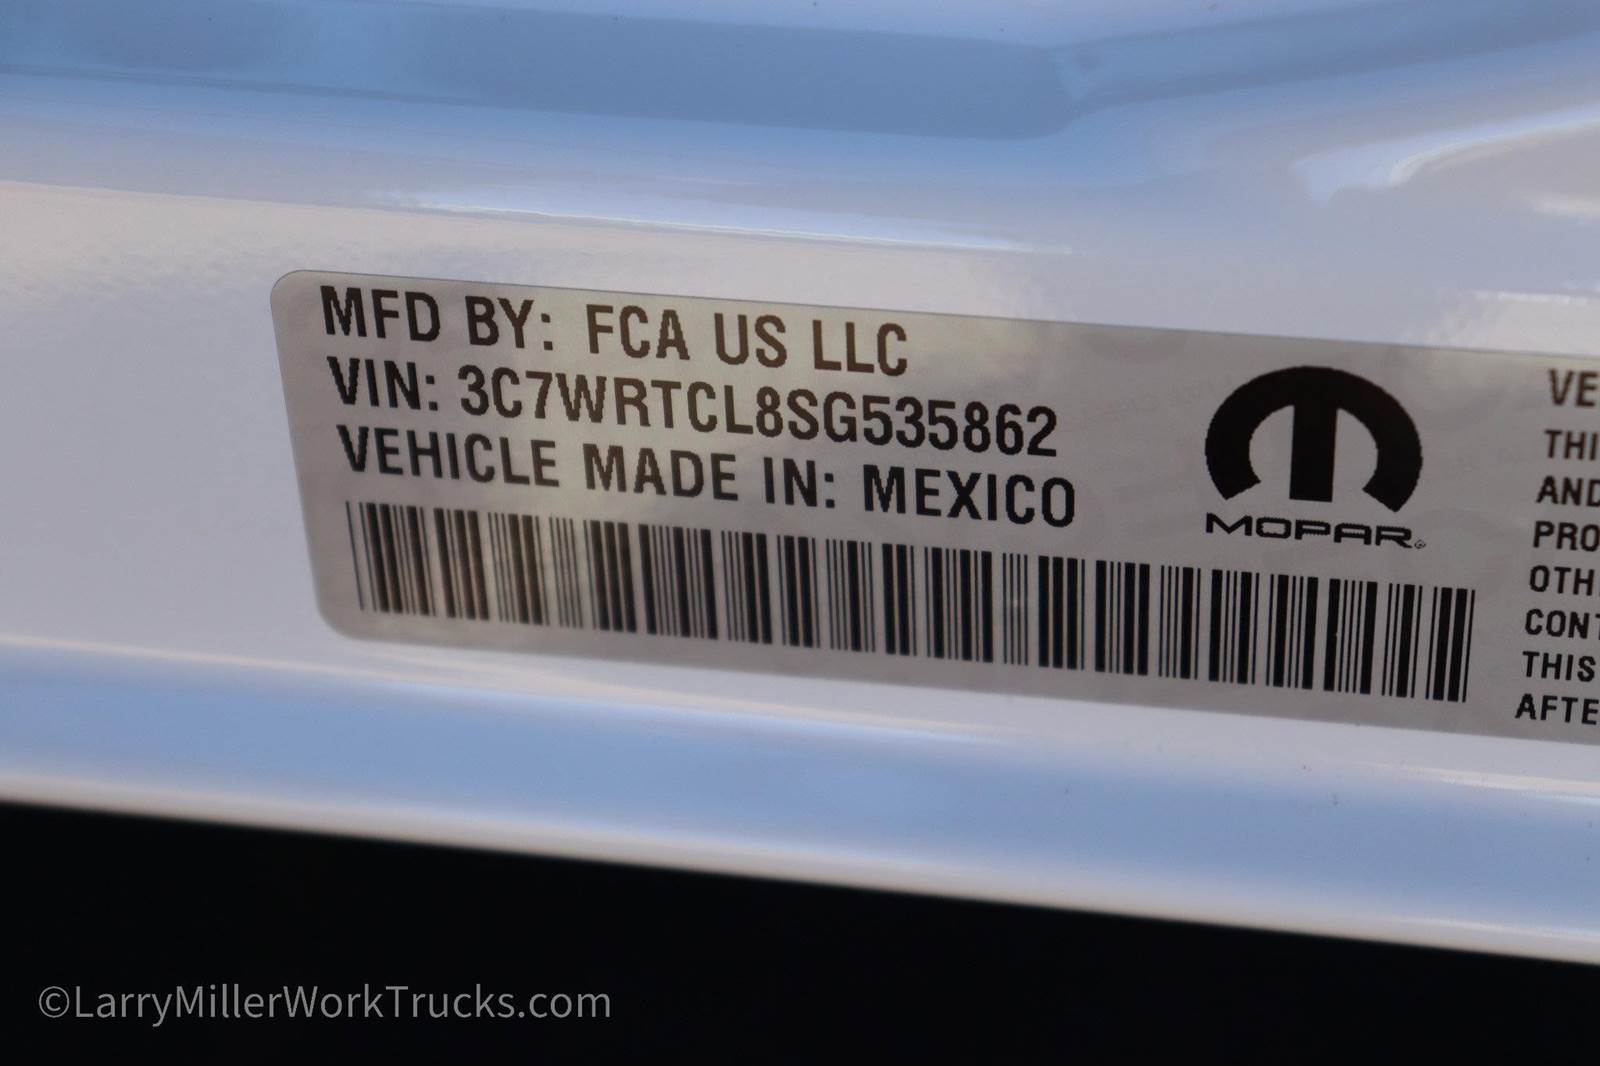 MFD BY: FCA US LLC
VIN: 3C7WRTCL8SG535862
VEHICLE MADE IN: MEXICO
MOPAR
VE
THI
AND
PRO
OTH
CONT
THIS
AFTE
©LarryMillerWorkTrucks.com